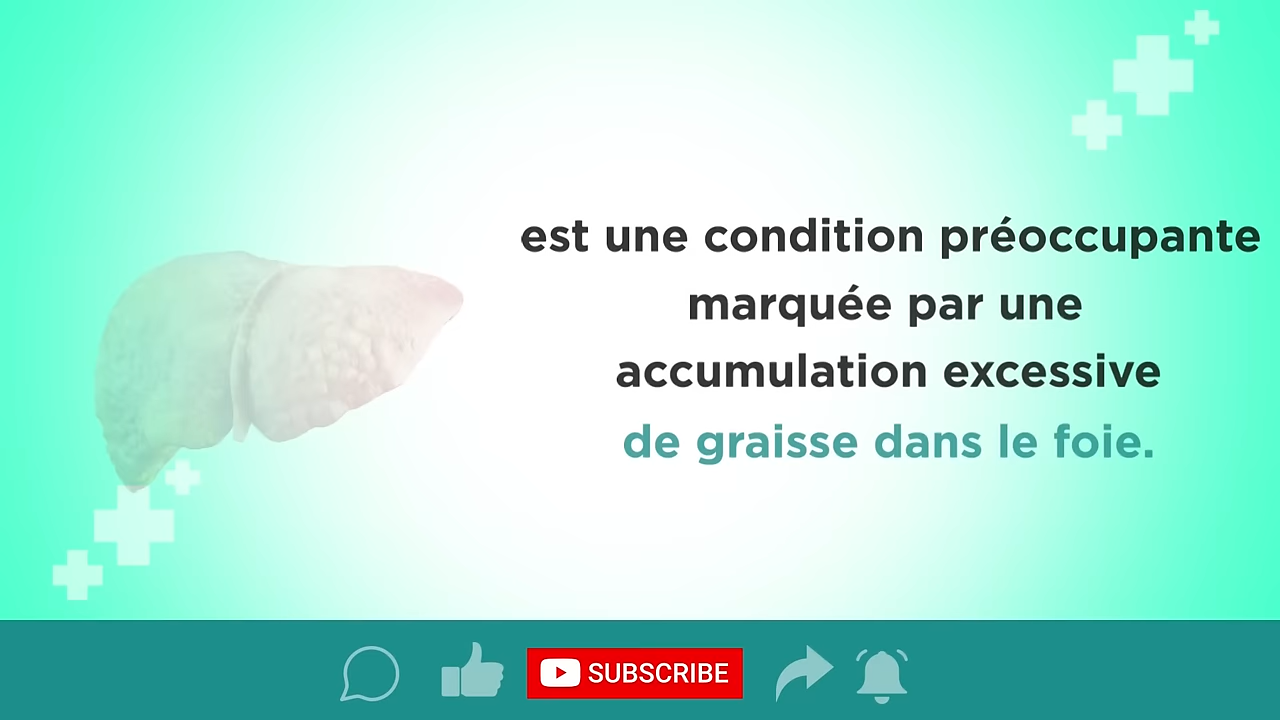 est une condition préoccupante
marquée par une
accumulation excessive
de graisse dans le foie.
SUBSCRIBE